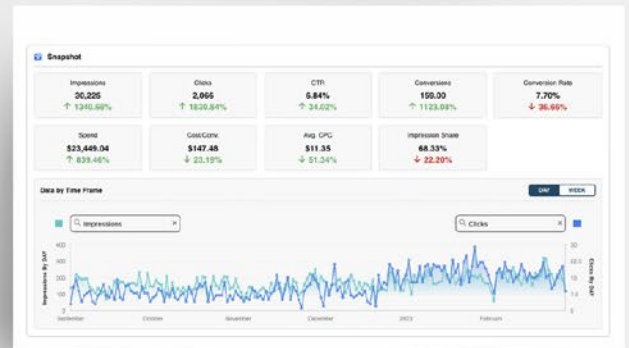 Snapshot
Impressions
30,225
↑ 1340.66%
Clicks
2,066
↑ 1830.84%
CTR
6.84%
↑ 34.02%
Conversions
159.00
↑ 1123.08%
Conversion Rate
7.70%
↓ 36.66%
Spend
$23,449.04
↑ 839.46%
Cost/Conv.
$147.48
↓ 23.19%
Avg. CPC
$11.35
↓ 51.34%
Impression Share
68.33%
↓ 22.20%
Data by Time Frame
DAY
WEEK
Impressions ×
Clicks ×
Impressions By DAY
400
300
200
100
0
30
22.5
15
7.5
0
Clicks By DAY
September
October
November
December
2023
February